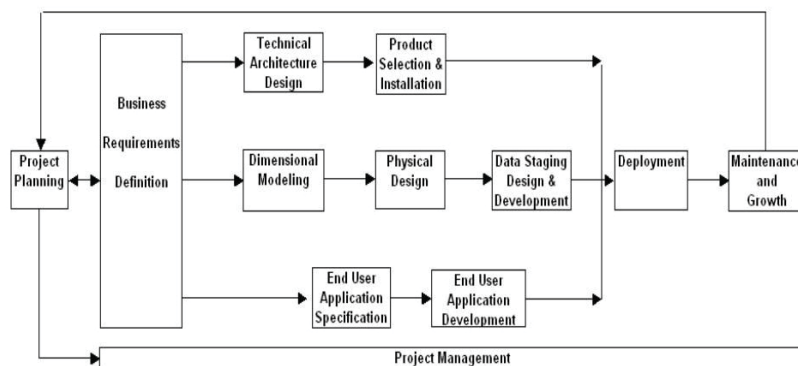 Technical
Architecture
Design
Product
Selection &
Installation
Business
Requirements
Definition
Project
Planning
Dimensional
Modeling
Physical
Design
Data Staging
Design &
Development
Deployment
Maintenance
and
Growth
End User
Application
Specification
End User
Application
Development
Project Management